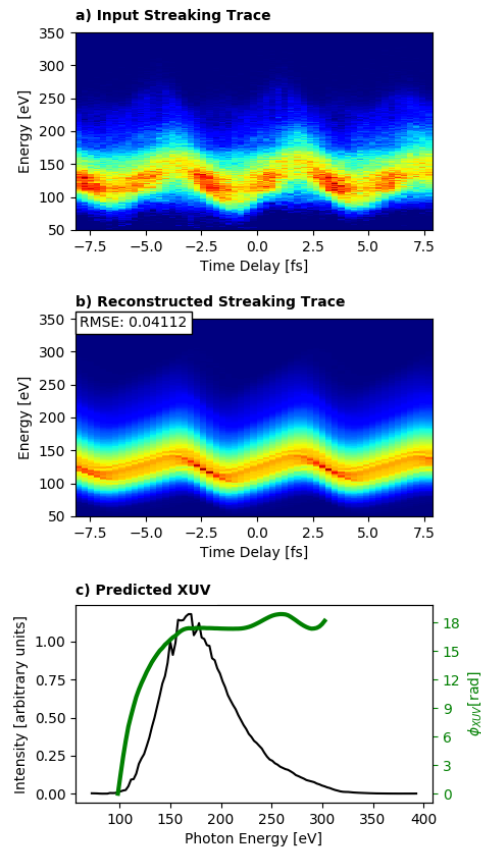 a) Input Streaking Trace
350
300
250
200
150
100
50
Energy [eV]
−7.5 −5.0 −2.5 0.0 2.5 5.0 7.5
Time Delay [fs]
b) Reconstructed Streaking Trace
RMSE: 0.04112
350
300
250
200
150
100
50
Energy [eV]
−7.5 −5.0 −2.5 0.0 2.5 5.0 7.5
Time Delay [fs]
c) Predicted XUV
1.00
0.75
0.50
0.25
0.00
Intensity [arbitrary units]
18
15
12
9
6
3
0
ϕXUV[rad]
100 150 200 250 300 350 400
Photon Energy [eV]